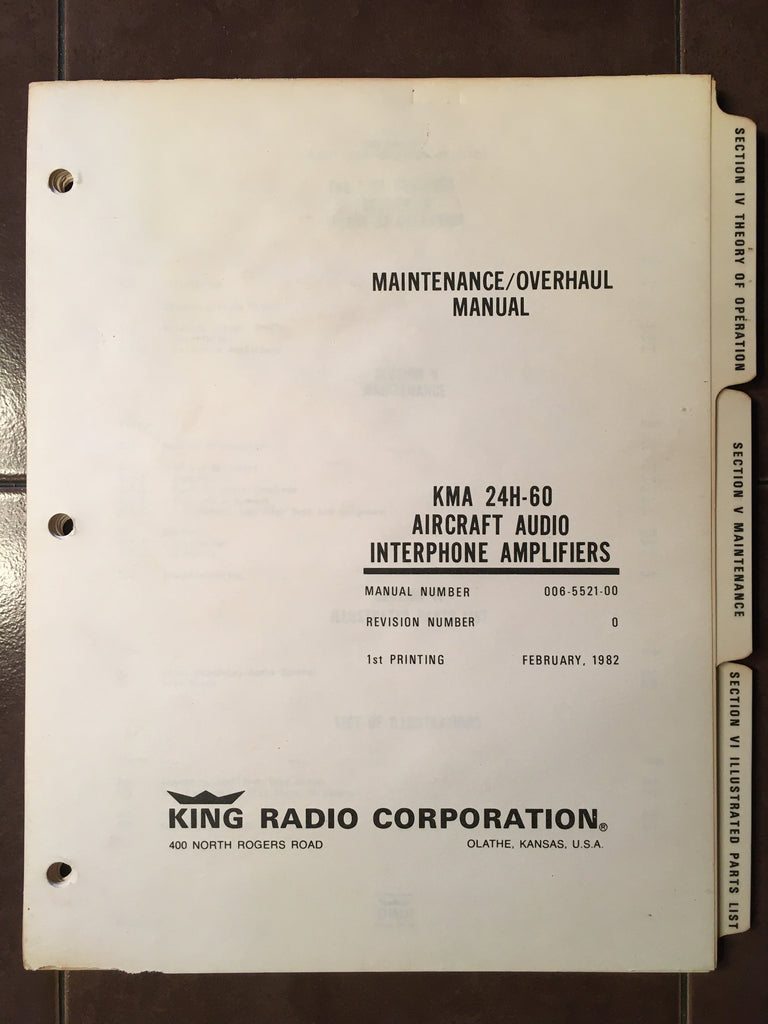 MAINTENANCE/OVERHAUL
MANUAL
KMA 24H-60
AIRCRAFT AUDIO
INTERPHONE AMPLIFIERS
MANUAL NUMBER 006-5521-00
REVISION NUMBER 0
1st PRINTING FEBRUARY, 1982
KING RADIO CORPORATION®
400 NORTH ROGERS ROAD OLATHE, KANSAS, U.S.A.
SECTION IV THEORY OF OPERATION
SECTION V MAINTENANCE
SECTION VI ILLUSTRATED PARTS LIST